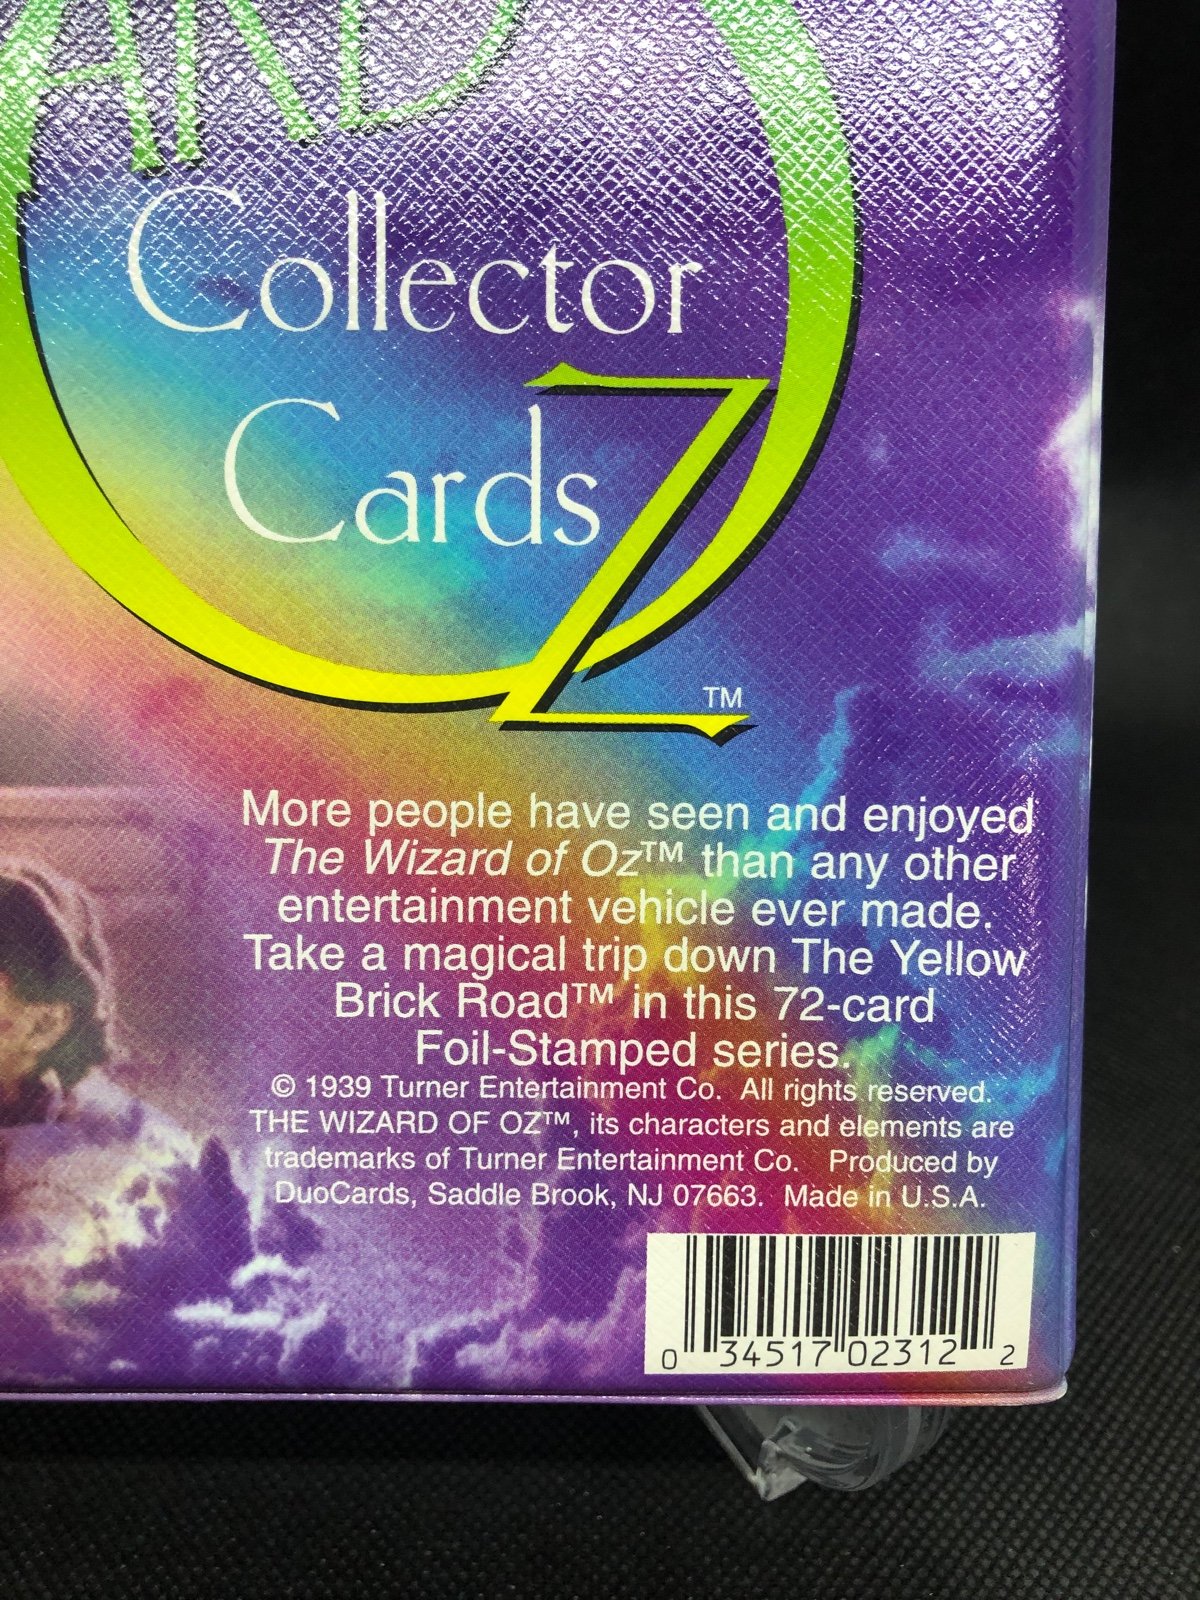 Collector
Cards
OZ
TM
More people have seen and enjoyed
The Wizard of Oz™ than any other
entertainment vehicle ever made.
Take a magical trip down The Yellow
Brick Road™ in this 72-card
Foil-Stamped series.
© 1939 Turner Entertainment Co. All rights reserved.
THE WIZARD OF OZ™, its characters and elements are
trademarks of Turner Entertainment Co. Produced by
DuoCards, Saddle Brook, NJ 07663. Made in U.S.A.
0 34517 02312 2